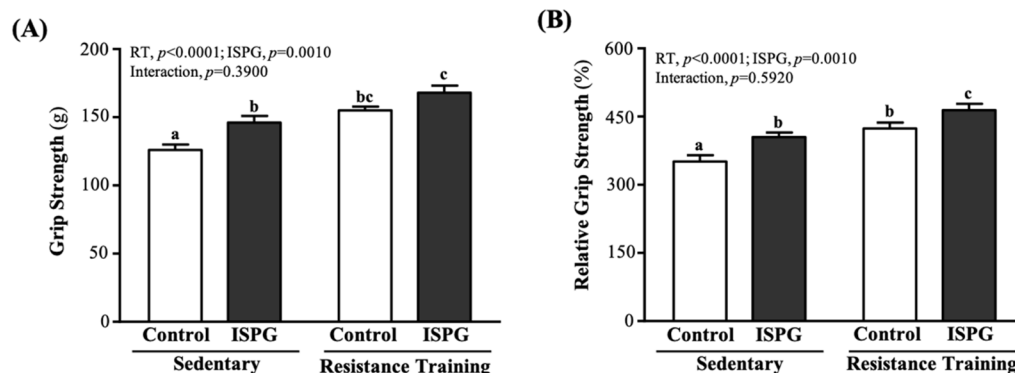 (A)
RT, p<0.0001; ISPG, p=0.0010
Interaction, p=0.3900
Grip Strength (g)
200
150
100
50
0
a
b
bc
c
Control ISPG Control ISPG
Sedentary Resistance Training
(B)
RT, p<0.0001; ISPG, p=0.0010
Interaction, p=0.5920
Relative Grip Strength (%)
600
450
300
150
0
a
b
b
c
Control ISPG Control ISPG
Sedentary Resistance Training